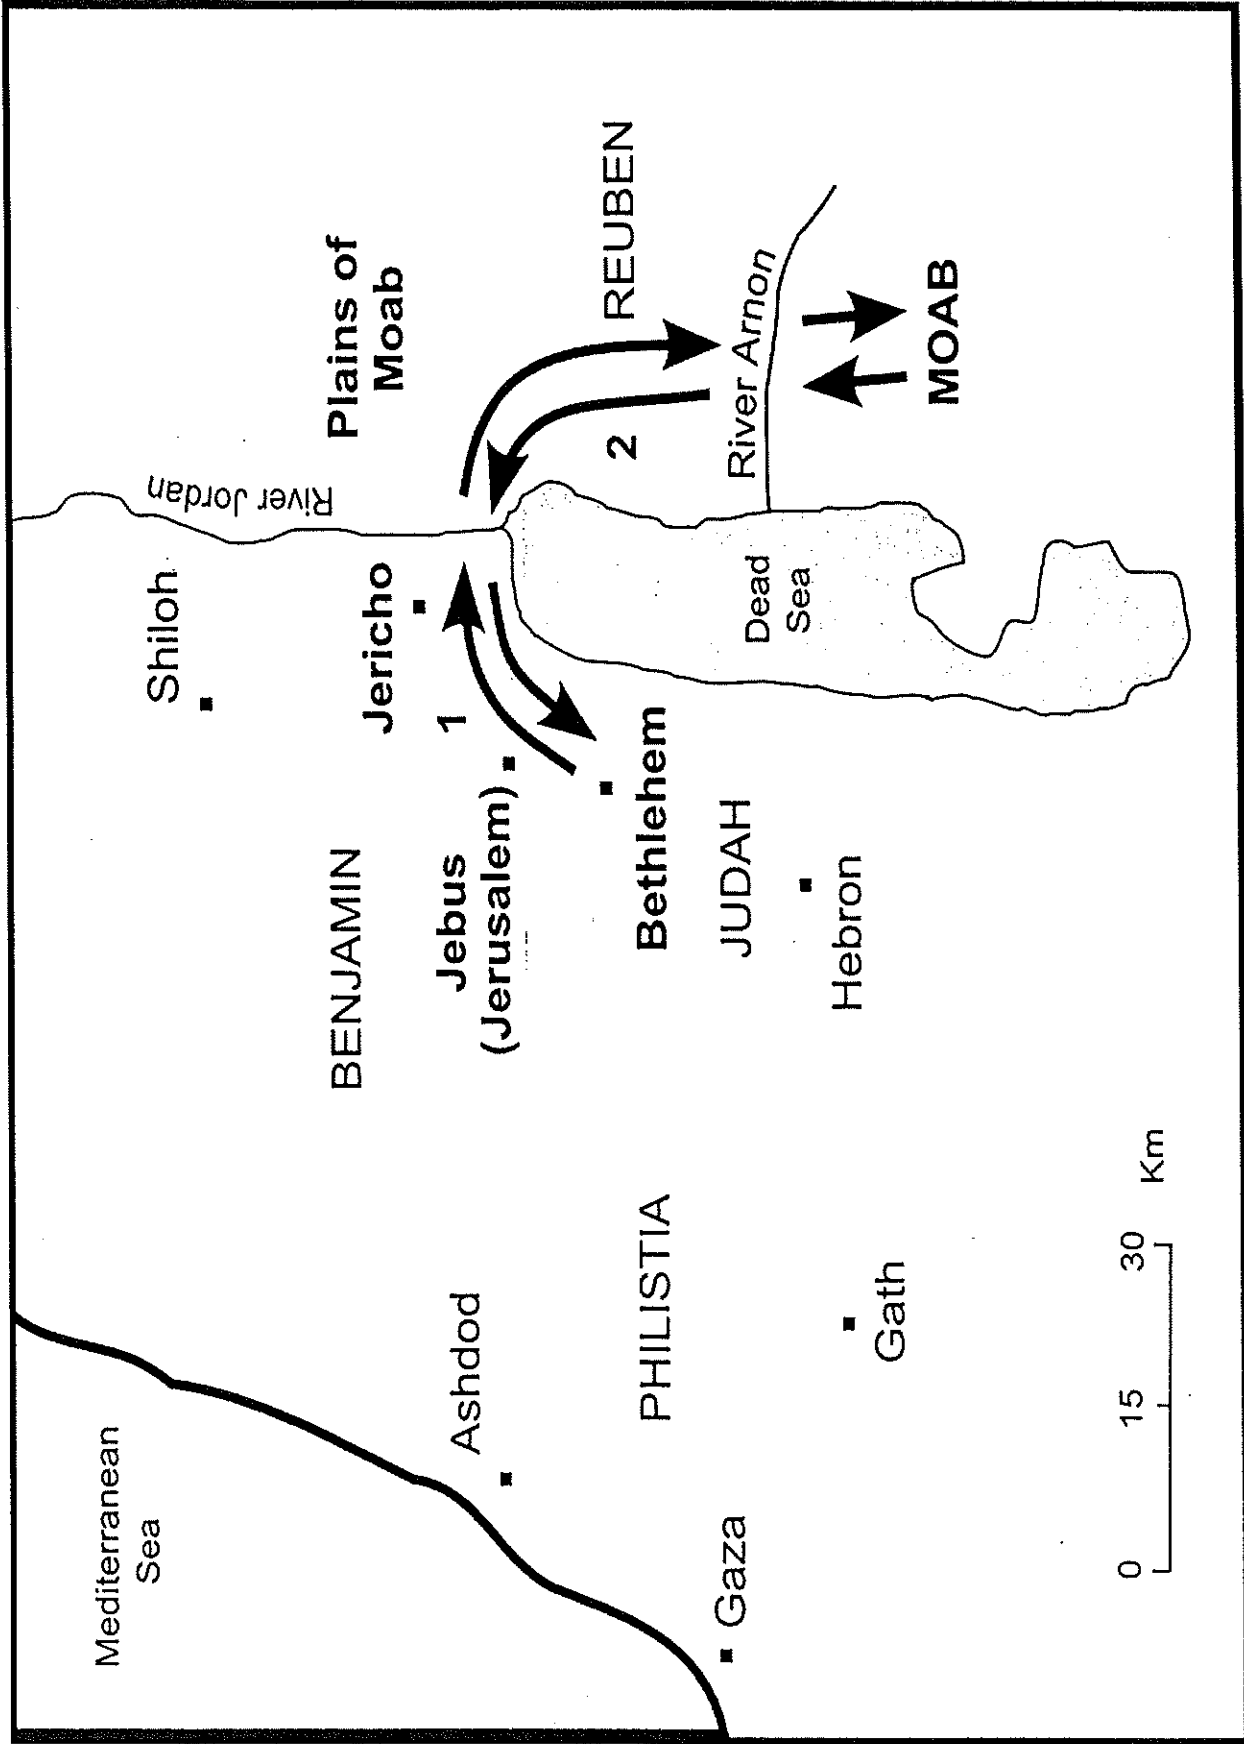 Mediterranean
Sea
Shiloh
River Jordan
Plains of
Moab
BENJAMIN
Jericho
1
Jebus
(Jerusalem)
Ashdod
REUBEN
2
Bethlehem
PHILISTIA
JUDAH
Dead
Sea
River Arnon
Gaza
Hebron
Gath
MOAB
0
15
30
Km